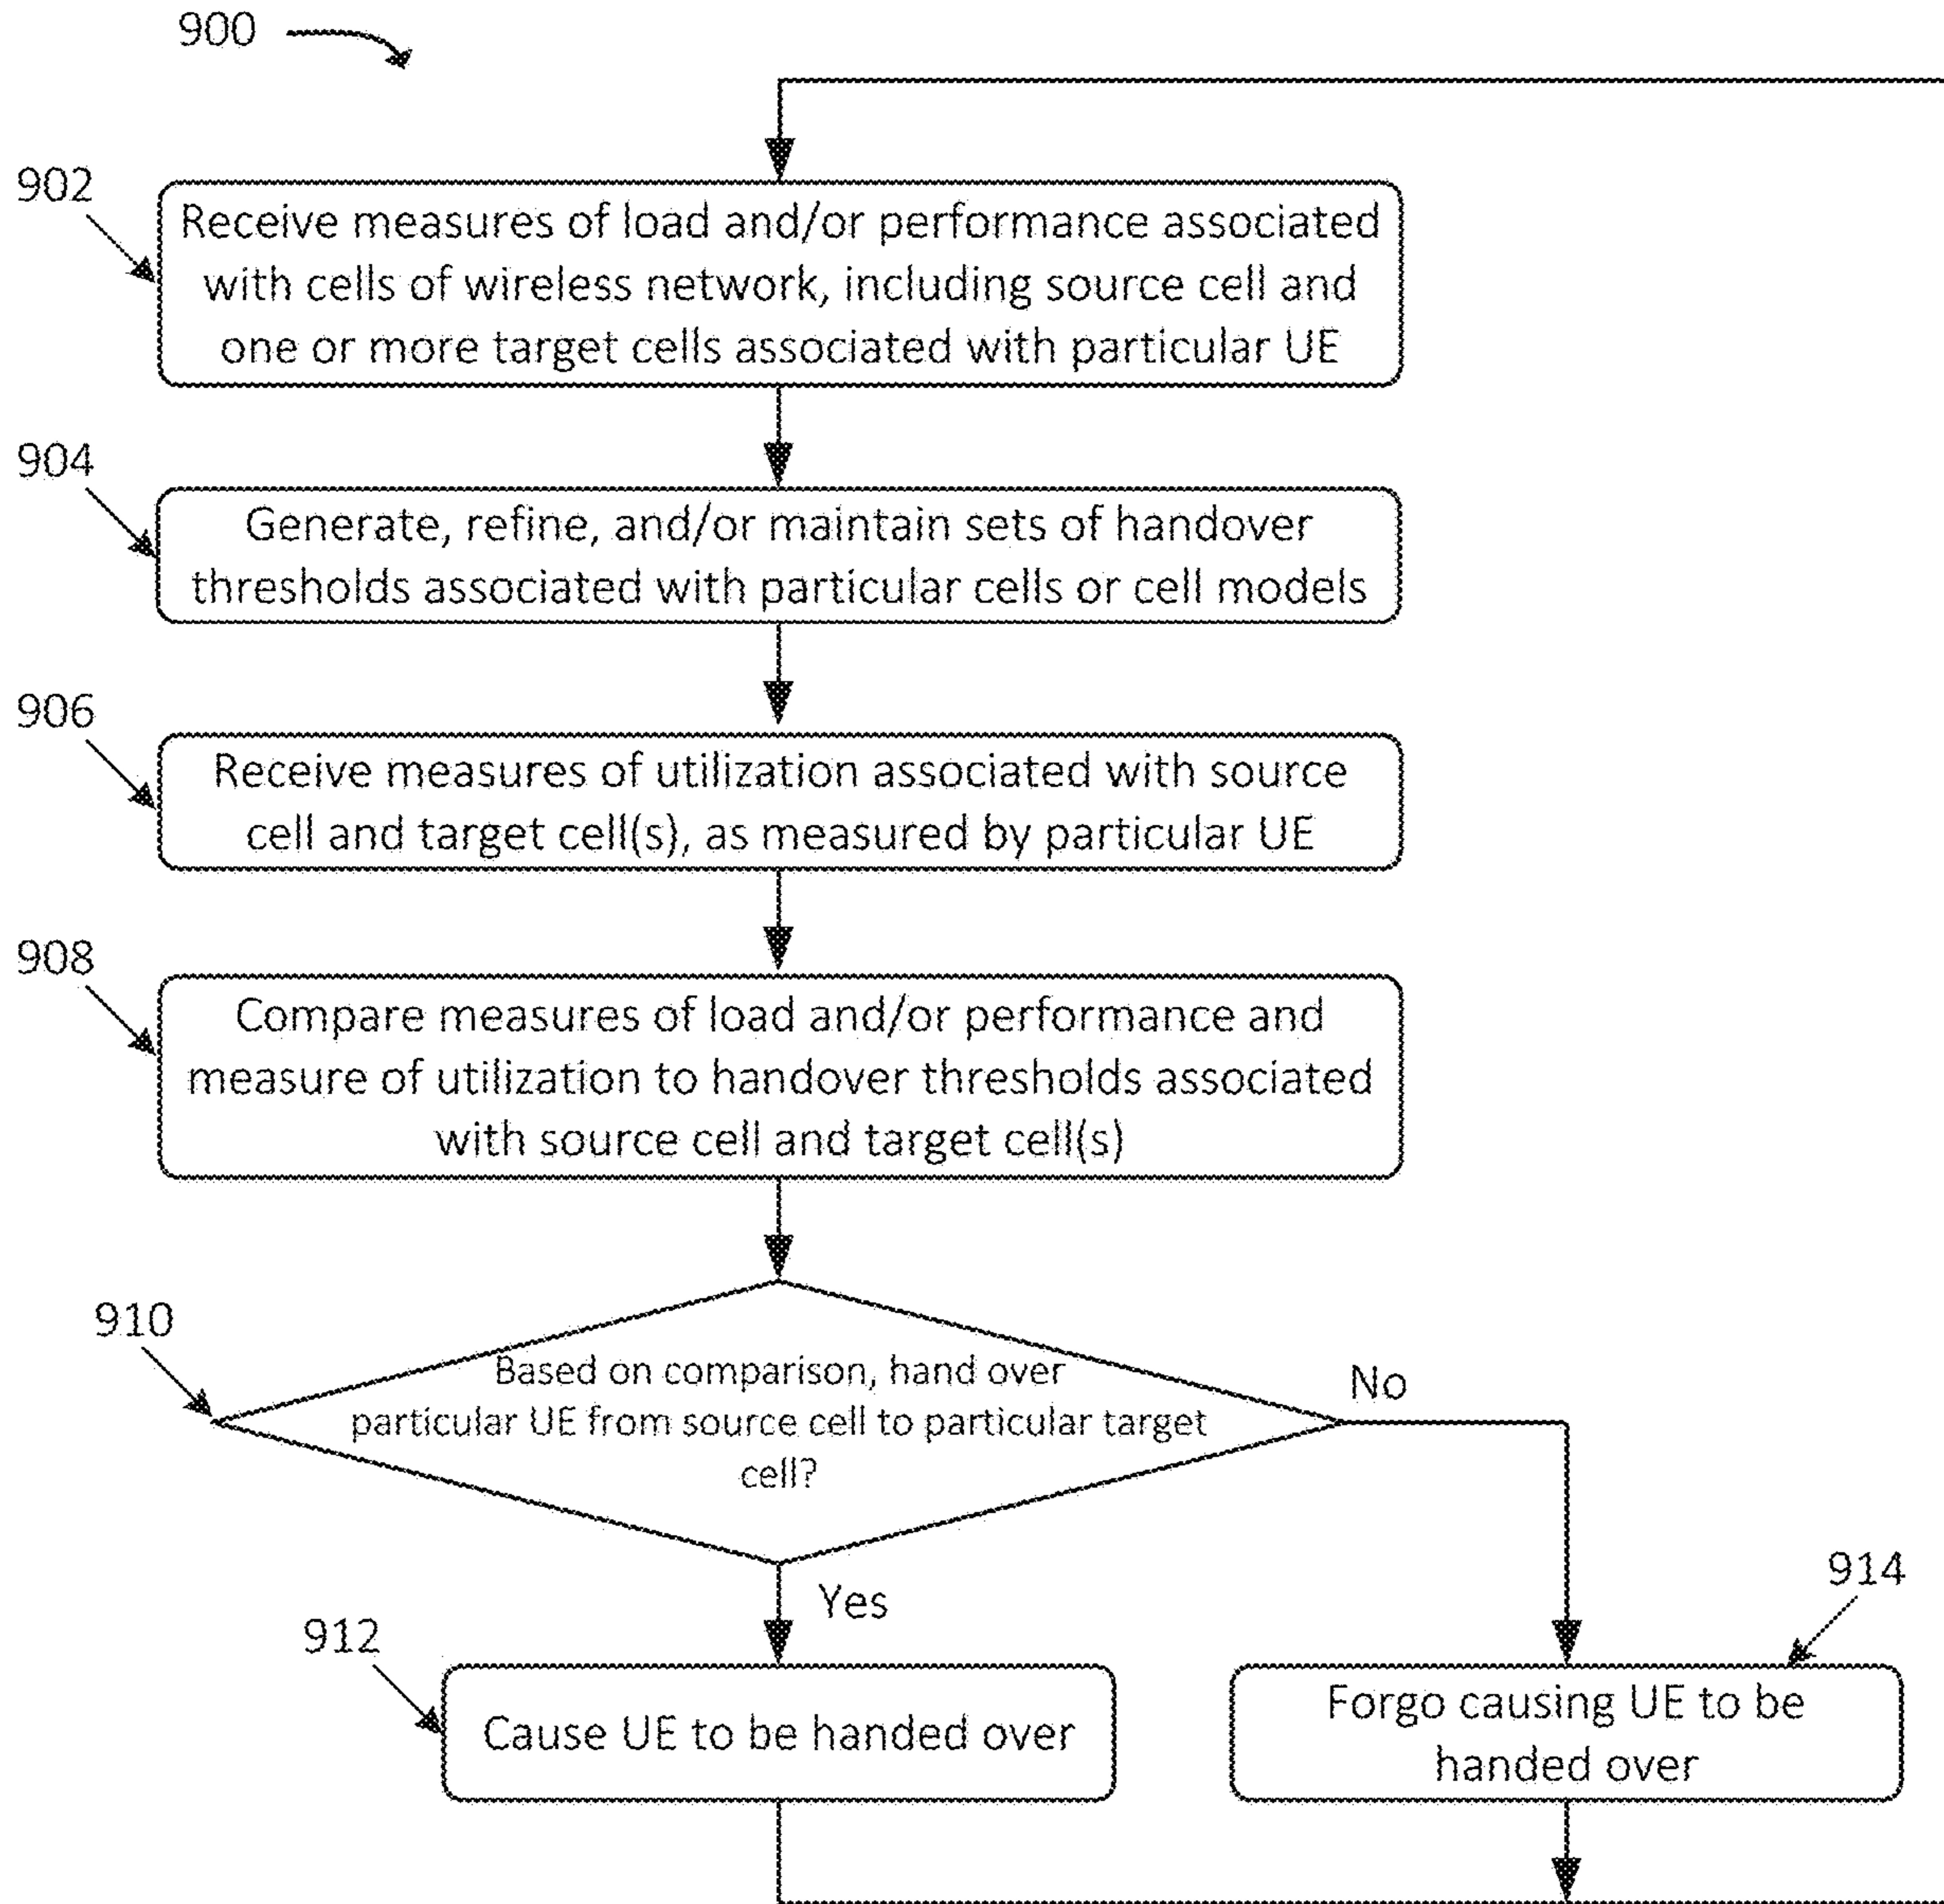 900
902
Receive measures of load and/or performance associated
with cells of wireless network, including source cell and
one or more target cells associated with particular UE
904
Generate, refine, and/or maintain sets of handover
thresholds associated with particular cells or cell models
906
Receive measures of utilization associated with source
cell and target cell(s), as measured by particular UE
908
Compare measures of load and/or performance and
measure of utilization to handover thresholds associated
with source cell and target cell(s)
910
Based on comparison, hand over
particular UE from source cell to particular target
cell?
No
Yes
912
Cause UE to be handed over
914
Forgo causing UE to be
handed over